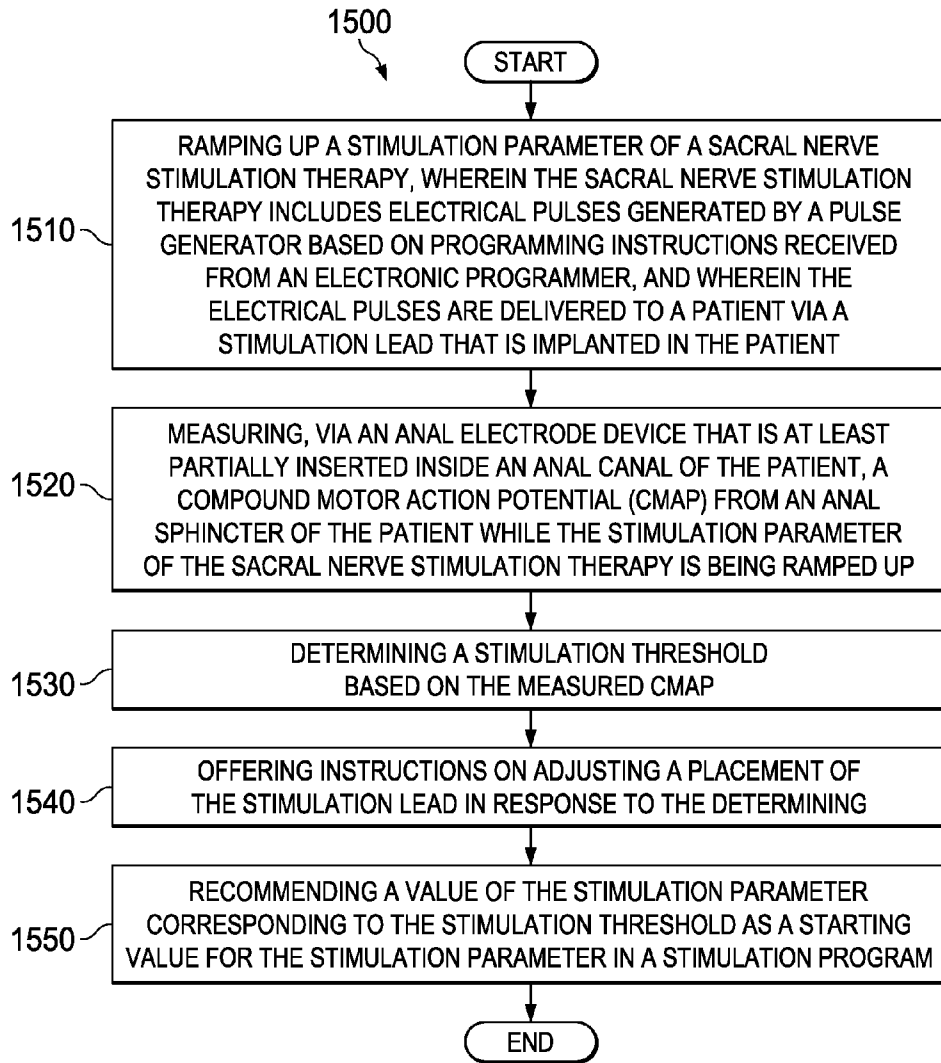 1500
START
1510
RAMPING UP A STIMULATION PARAMETER OF A SACRAL NERVE
STIMULATION THERAPY, WHEREIN THE SACRAL NERVE STIMULATION
THERAPY INCLUDES ELECTRICAL PULSES GENERATED BY A PULSE
GENERATOR BASED ON PROGRAMMING INSTRUCTIONS RECEIVED
FROM AN ELECTRONIC PROGRAMMER, AND WHEREIN THE
ELECTRICAL PULSES ARE DELIVERED TO A PATIENT VIA A
STIMULATION LEAD THAT IS IMPLANTED IN THE PATIENT
1520
MEASURING, VIA AN ANAL ELECTRODE DEVICE THAT IS AT LEAST
PARTIALLY INSERTED INSIDE AN ANAL CANAL OF THE PATIENT, A
COMPOUND MOTOR ACTION POTENTIAL (CMAP) FROM AN ANAL
SPHINCTER OF THE PATIENT WHILE THE STIMULATION PARAMETER
OF THE SACRAL NERVE STIMULATION THERAPY IS BEING RAMPED UP
1530
DETERMINING A STIMULATION THRESHOLD
BASED ON THE MEASURED CMAP
1540
OFFERING INSTRUCTIONS ON ADJUSTING A PLACEMENT OF
THE STIMULATION LEAD IN RESPONSE TO THE DETERMINING
1550
RECOMMENDING A VALUE OF THE STIMULATION PARAMETER
CORRESPONDING TO THE STIMULATION THRESHOLD AS A STARTING
VALUE FOR THE STIMULATION PARAMETER IN A STIMULATION PROGRAM
END